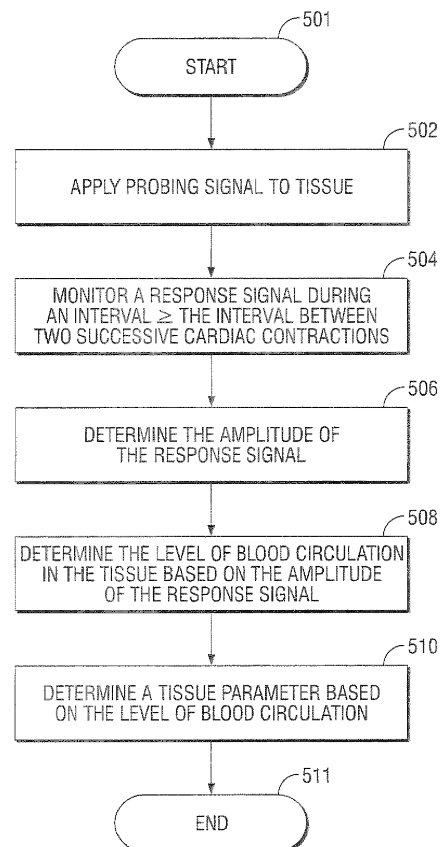 501
START
502
APPLY PROBING SIGNAL TO TISSUE
504
MONITOR A RESPONSE SIGNAL DURING
AN INTERVAL ≥ THE INTERVAL BETWEEN
TWO SUCCESSIVE CARDIAC CONTRACTIONS
506
DETERMINE THE AMPLITUDE OF
THE RESPONSE SIGNAL
508
DETERMINE THE LEVEL OF BLOOD CIRCULATION
IN THE TISSUE BASED ON THE AMPLITUDE
OF THE RESPONSE SIGNAL
510
DETERMINE A TISSUE PARAMETER BASED
ON THE LEVEL OF BLOOD CIRCULATION
511
END